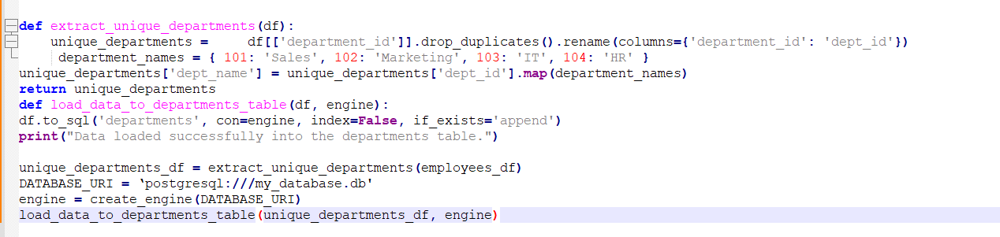 def extract_unique_departments(df):
    unique_departments =     df[['department_id']].drop_duplicates().rename(columns={'department_id': 'dept_id'})
     department_names = { 101: 'Sales', 102: 'Marketing', 103: 'IT', 104: 'HR' }
unique_departments['dept_name'] = unique_departments['dept_id'].map(department_names)
return unique_departments
def load_data_to_departments_table(df, engine):
df.to_sql('departments', con=engine, index=False, if_exists='append')
print("Data loaded successfully into the departments table.")

unique_departments_df = extract_unique_departments(employees_df)
DATABASE_URI = ‘postgresql:///my_database.db'
engine = create_engine(DATABASE_URI)
load_data_to_departments_table(unique_departments_df, engine)